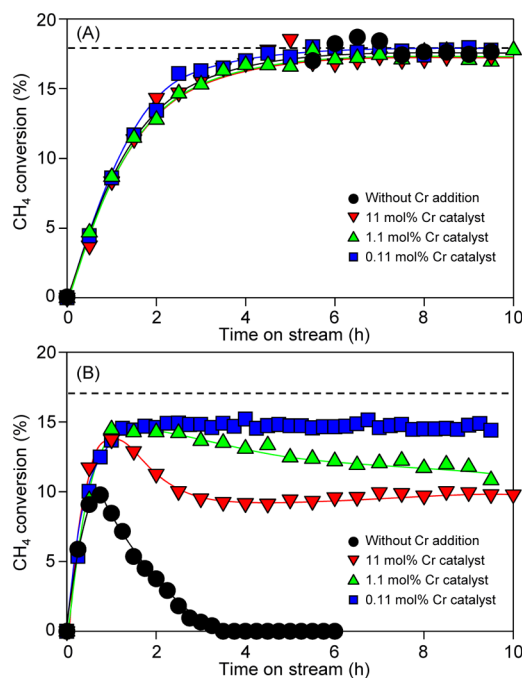 (A)
20
15
10
5
0
CH₄ conversion (%)
Without Cr addition
11 mol% Cr catalyst
1.1 mol% Cr catalyst
0.11 mol% Cr catalyst
0 2 4 6 8 10
Time on stream (h)
(B)
20
15
10
5
0
CH₄ conversion (%)
Without Cr addition
11 mol% Cr catalyst
1.1 mol% Cr catalyst
0.11 mol% Cr catalyst
0 2 4 6 8 10
Time on stream (h)